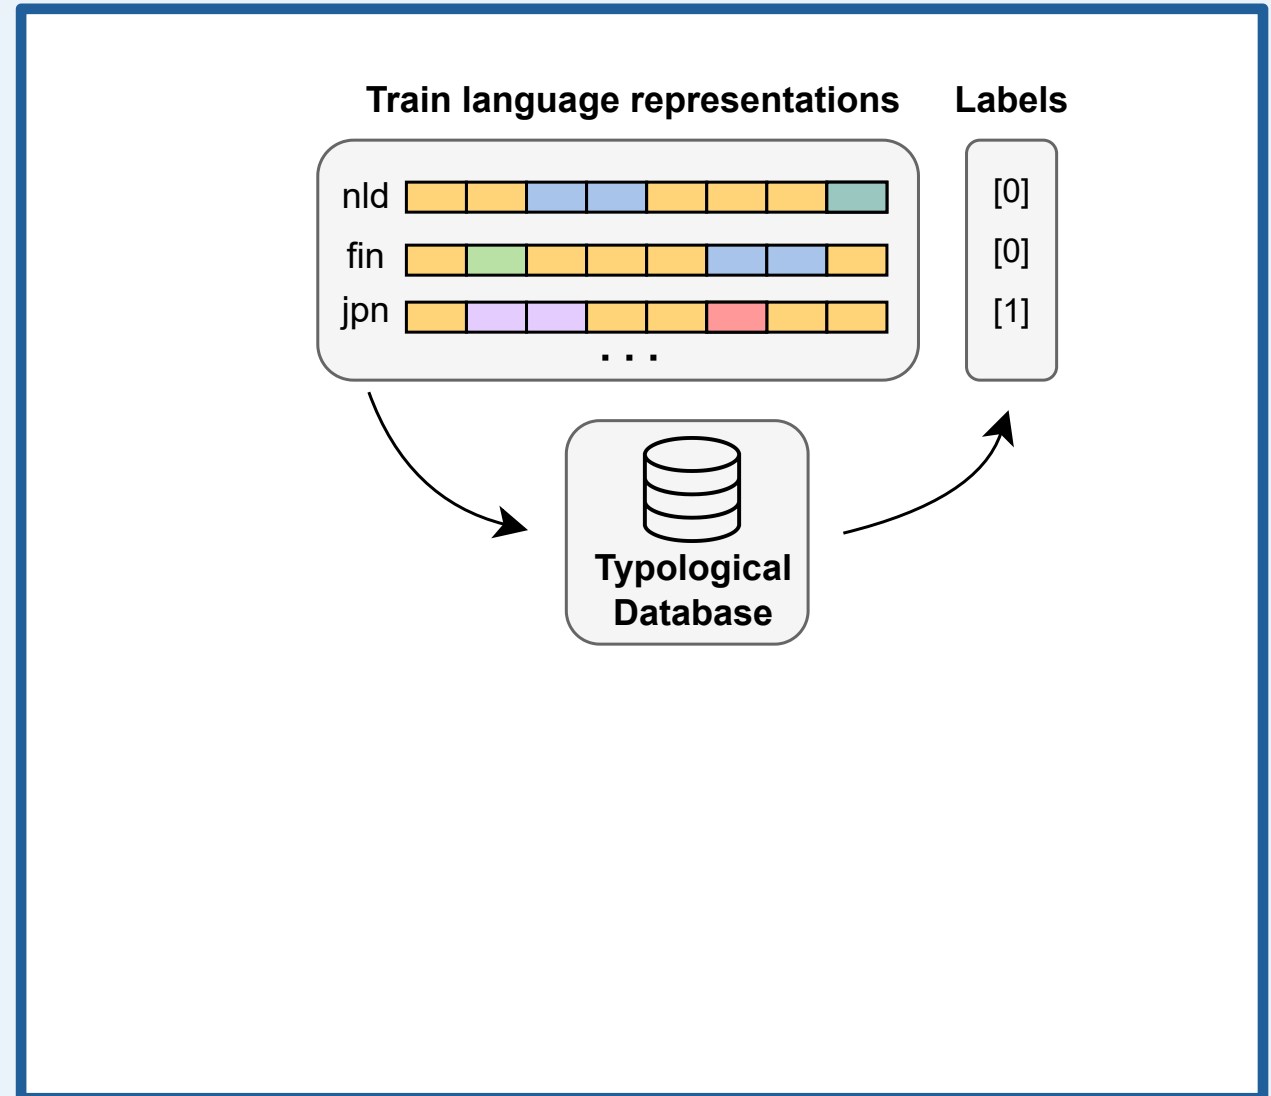 Train language representations
Labels
nld
[0]
fin
[0]
jpn
[1]
. . .
Typological
Database